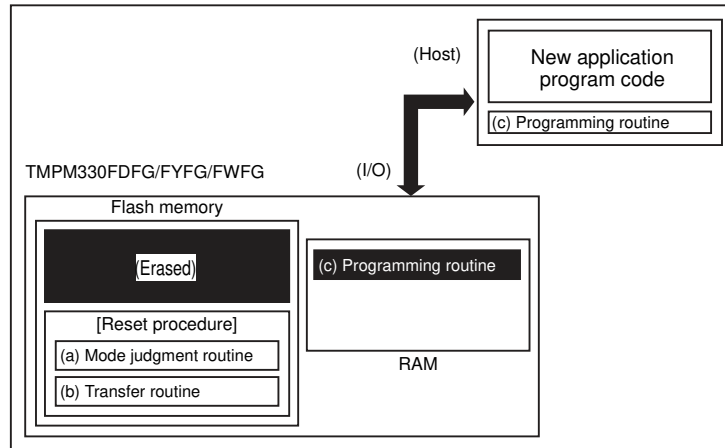 (Host)
New application
program code
(c) Programming routine
TMPM330FDFG/FYFG/FWFG
(I/O)
Flash memory
(Erased)
(c) Programming routine
[Reset procedure]
(a) Mode judgment routine
(b) Transfer routine
RAM